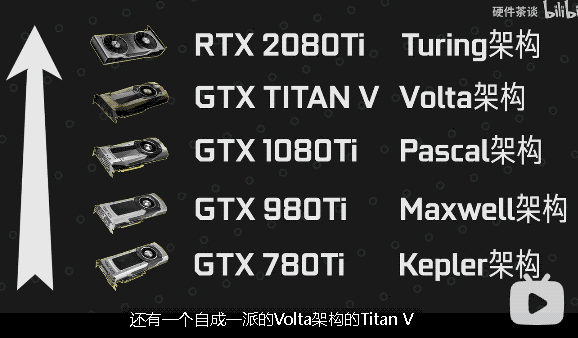 硬件茶谈 bilibi
RTX 2080Ti Turing架构
GTX TITAN V Volta架构
GTX 1080Ti Pascal架构
GTX 980Ti Maxwell架构
GTX 780Ti Kepler架构
还有一个自成一派的Volta架构的Titan V